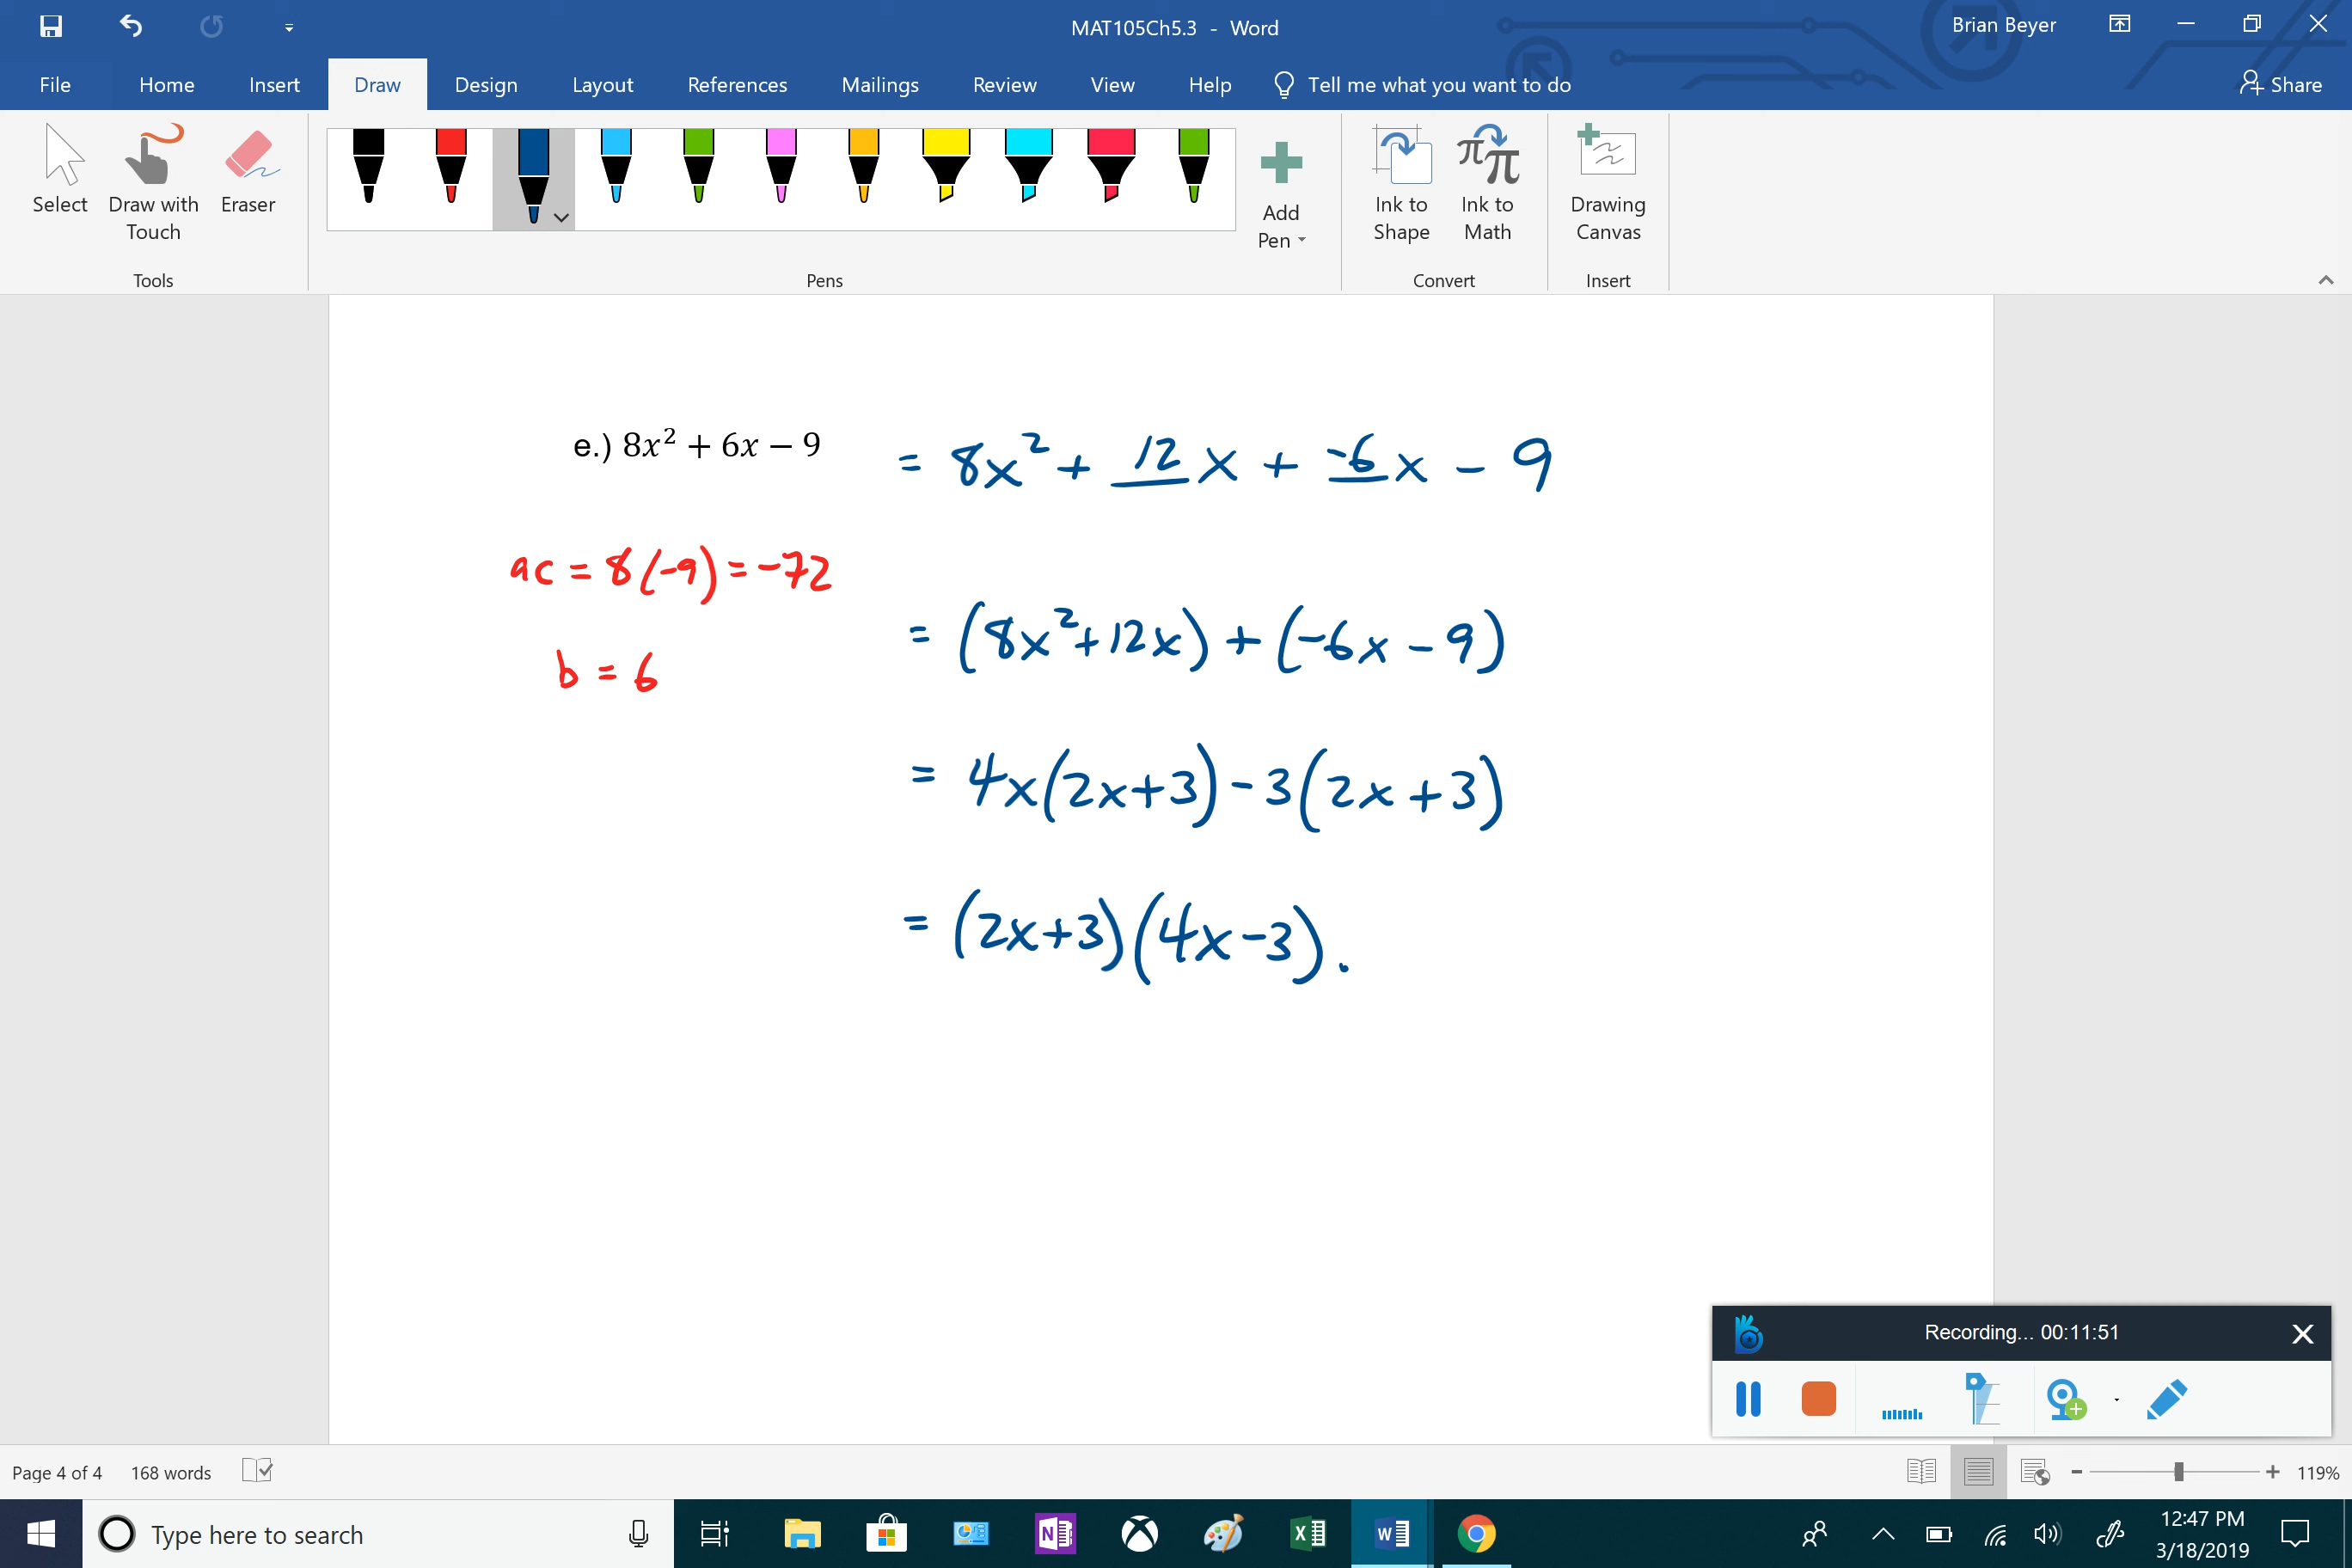 MAT105Ch5.3 - Word
Brian Beyer
File Home Insert Draw Design Layout References Mailings Review View Help Tell me what you want to do Share
Select Draw with Touch Eraser
Add Pen
Ink to Shape
Ink to Math
Drawing Canvas
Tools Pens Convert Insert
e.) 8x² + 6x − 9 = 8x² + 12x + -6x - 9
ac = 8(-9) = -72
= (8x²+12x) + (-6x - 9)
b = 6
= 4x(2x+3) - 3(2x+3)
= (2x+3)(4x-3).
Recording... 00:11:51
Page 4 of 4 168 words
119%
Type here to search
12:47 PM
3/18/2019